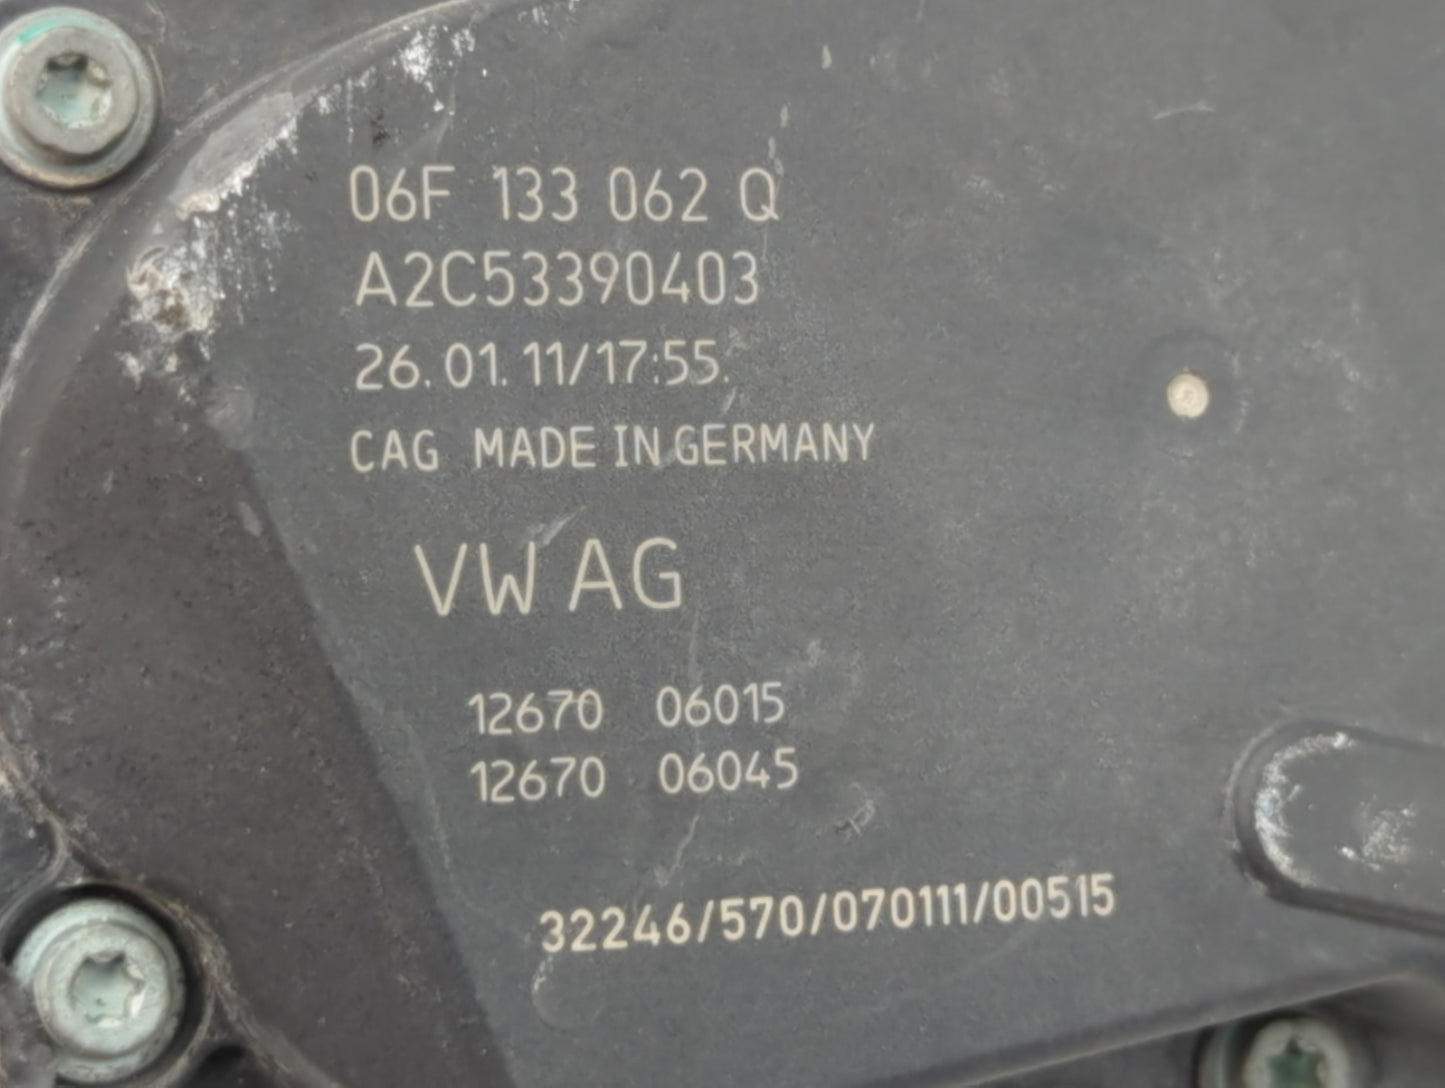 06F 133 062 Q
A2C53390403
26.01.11/17:55.
CAG MADE IN GERMANY
VW AG
12670 06015
12670 06045
32246/570/070111/00515